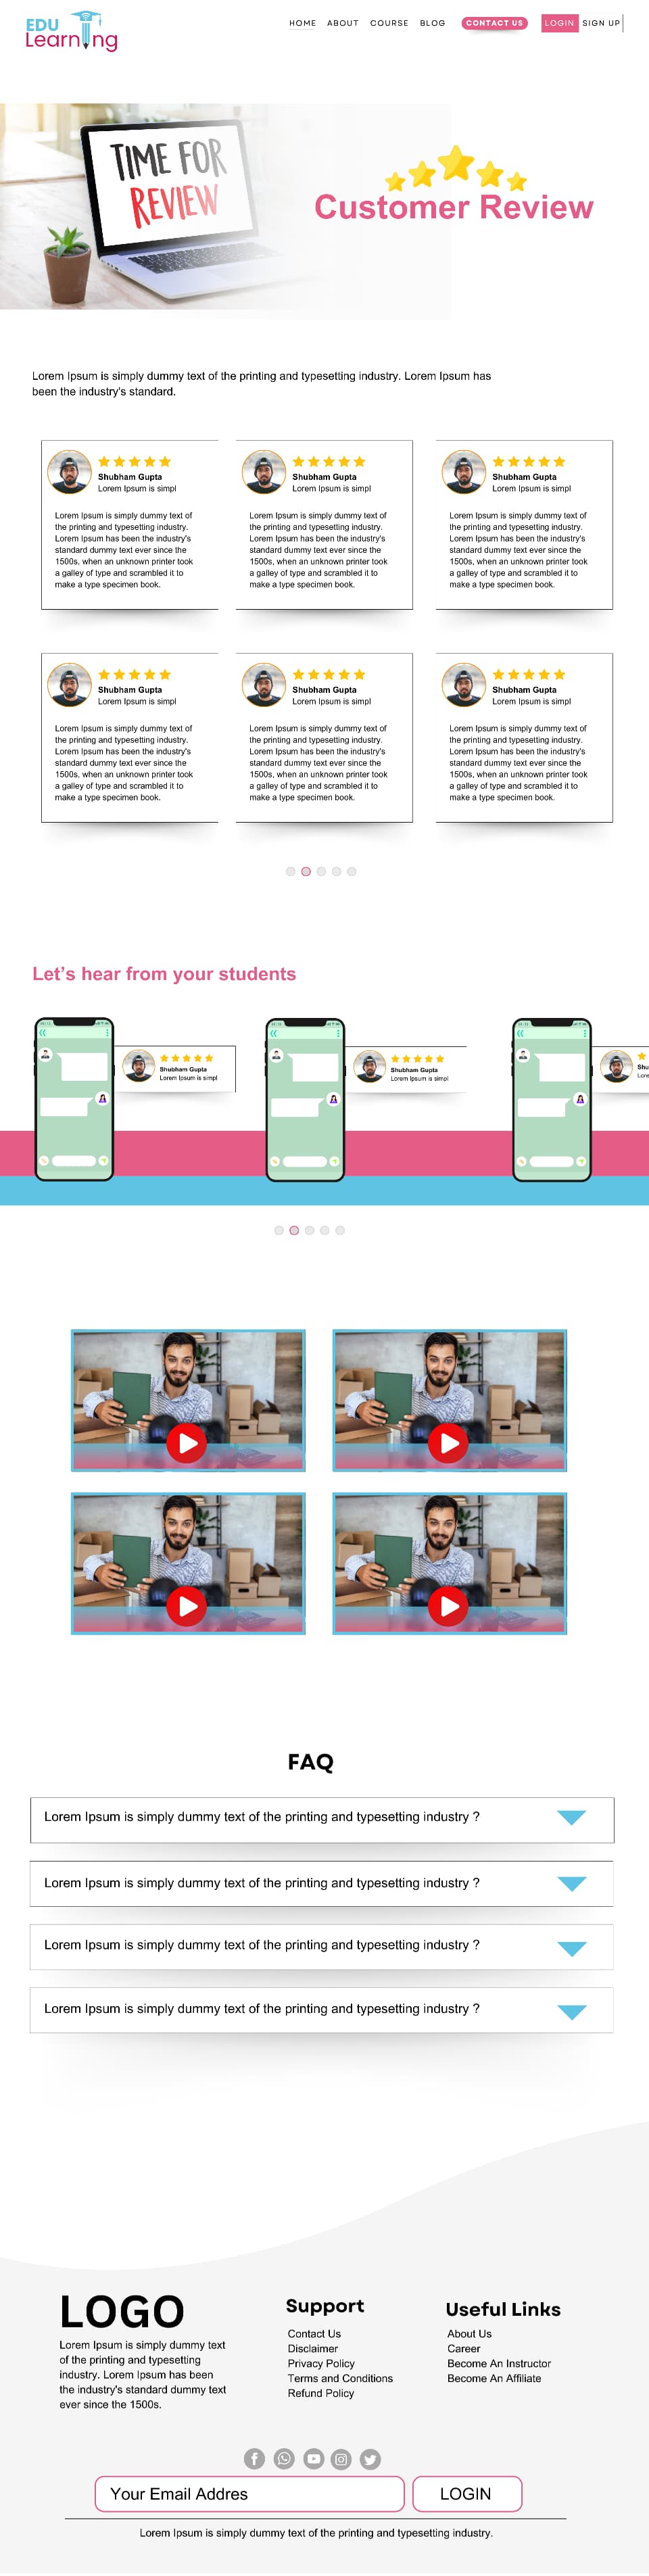 EDU
Learning
HOME ABOUT COURSE BLOG CONTACT US LOGIN SIGN UP
TIME FOR
REVIEW
Customer Review
Lorem Ipsum is simply dummy text of the printing and typesetting industry. Lorem Ipsum has
been the industry's standard.
Shubham Gupta
Lorem Ipsum is simpl
Lorem Ipsum is simply dummy text of
the printing and typesetting industry.
Lorem Ipsum has been the industry's
standard dummy text ever since the
1500s, when an unknown printer took
a galley of type and scrambled it to
make a type specimen book.
Shubham Gupta
Lorem Ipsum is simpl
Lorem Ipsum is simply dummy text of
the printing and typesetting industry.
Lorem Ipsum has been the industry's
standard dummy text ever since the
1500s, when an unknown printer took
a galley of type and scrambled it to
make a type specimen book.
Shubham Gupta
Lorem Ipsum is simpl
Lorem Ipsum is simply dummy text of
the printing and typesetting industry.
Lorem Ipsum has been the industry's
standard dummy text ever since the
1500s, when an unknown printer took
a galley of type and scrambled it to
make a type specimen book.
Shubham Gupta
Lorem Ipsum is simpl
Lorem Ipsum is simply dummy text of
the printing and typesetting industry.
Lorem Ipsum has been the industry's
standard dummy text ever since the
1500s, when an unknown printer took
a galley of type and scrambled it to
make a type specimen book.
Shubham Gupta
Lorem Ipsum is simpl
Lorem Ipsum is simply dummy text of
the printing and typesetting industry.
Lorem Ipsum has been the industry's
standard dummy text ever since the
1500s, when an unknown printer took
a galley of type and scrambled it to
make a type specimen book.
Shubham Gupta
Lorem Ipsum is simpl
Lorem Ipsum is simply dummy text of
the printing and typesetting industry.
Lorem Ipsum has been the industry's
standard dummy text ever since the
1500s, when an unknown printer took
a galley of type and scrambled it to
make a type specimen book.
Let's hear from your students
Shubham Gupta
Lorem Ipsum is simpl
Shubham Gupta
Lorem Ipsum is simpl
Shu
Lore
FAQ
Lorem Ipsum is simply dummy text of the printing and typesetting industry ?
Lorem Ipsum is simply dummy text of the printing and typesetting industry ?
Lorem Ipsum is simply dummy text of the printing and typesetting industry ?
Lorem Ipsum is simply dummy text of the printing and typesetting industry ?
LOGO
Lorem Ipsum is simply dummy text
of the printing and typesetting
industry. Lorem Ipsum has been
the industry's standard dummy text
ever since the 1500s.
Support
Contact Us
Disclaimer
Privacy Policy
Terms and Conditions
Refund Policy
Useful Links
About Us
Career
Become An Instructor
Become An Affiliate
Your Email Addres
LOGIN
Lorem Ipsum is simply dummy text of the printing and typesetting industry.